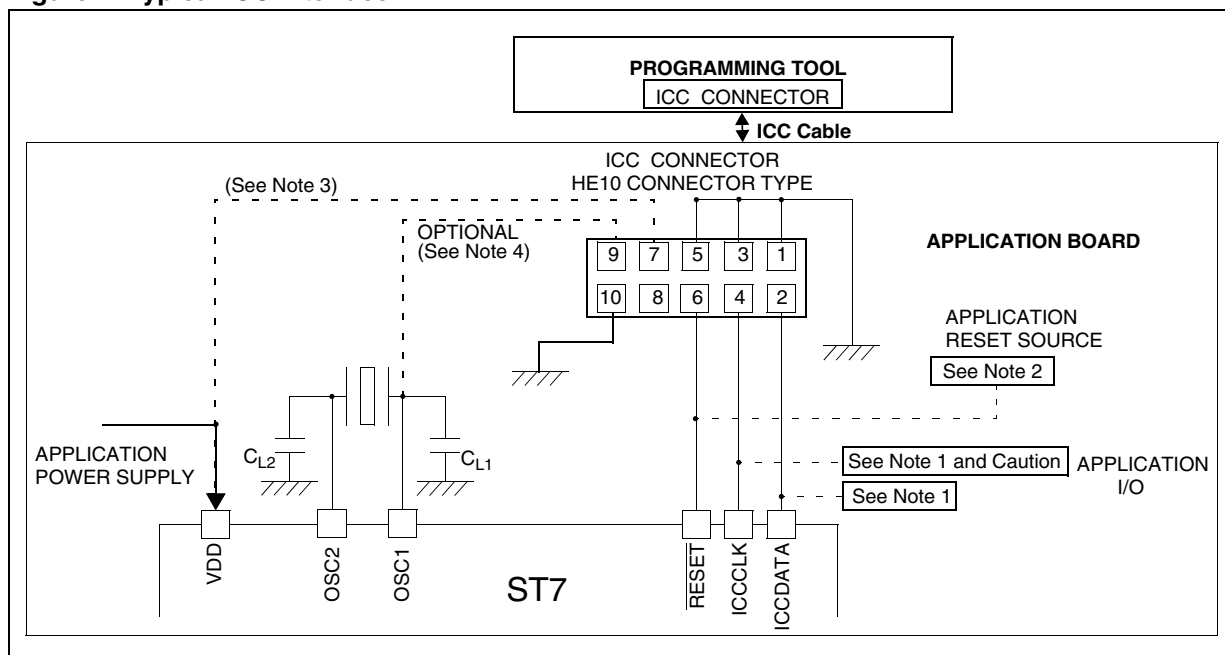 PROGRAMMING TOOL
ICC CONNECTOR
ICC Cable
ICC CONNECTOR
HE10 CONNECTOR TYPE
(See Note 3)
OPTIONAL
(See Note 4)
9 7 5 3 1
10 8 6 4 2
APPLICATION BOARD
APPLICATION
RESET SOURCE
See Note 2
APPLICATION
POWER SUPPLY
CL2
CL1
See Note 1 and Caution
See Note 1
APPLICATION
I/O
VDD
OSC2
OSC1
RESET
ICCCLK
ICCDATA
ST7